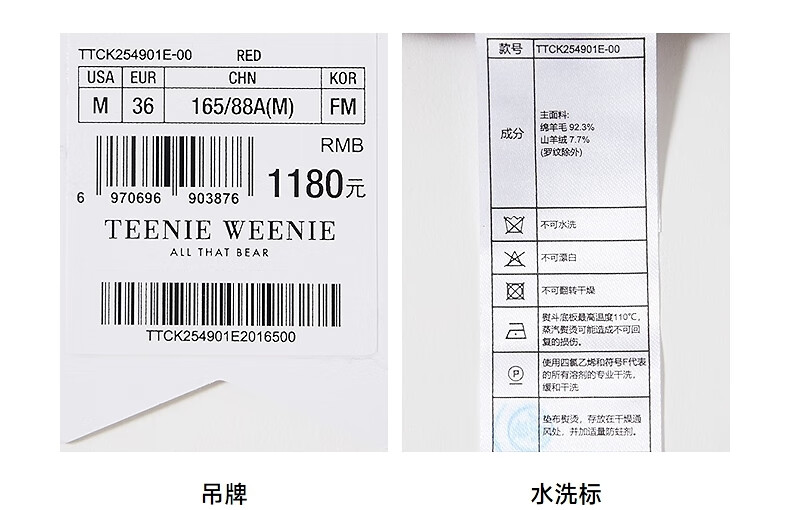 TTCK254901E-00 RED
USA EUR CHN KOR
M 36 165/88A(M) FM
RMB
1180元
6 970696 903876
TEENIE WEENIE
ALL THAT BEAR
TTCK254901E2016500
吊牌
款号 TTCK254901E-00
成分
主面料:
绵羊毛 92.3%
山羊绒 7.7%
(罗纹除外)
不可水洗
不可漂白
不可翻转干燥
熨斗底板最高温度110℃,
蒸汽熨烫可能造成不可回
复的损伤。
P
使用四氯乙烯和符号F代表
的所有溶剂的专业干洗,
缓和干洗
垫布熨烫,存放在干燥通
风处,并加适量防蛀剂。
水洗标